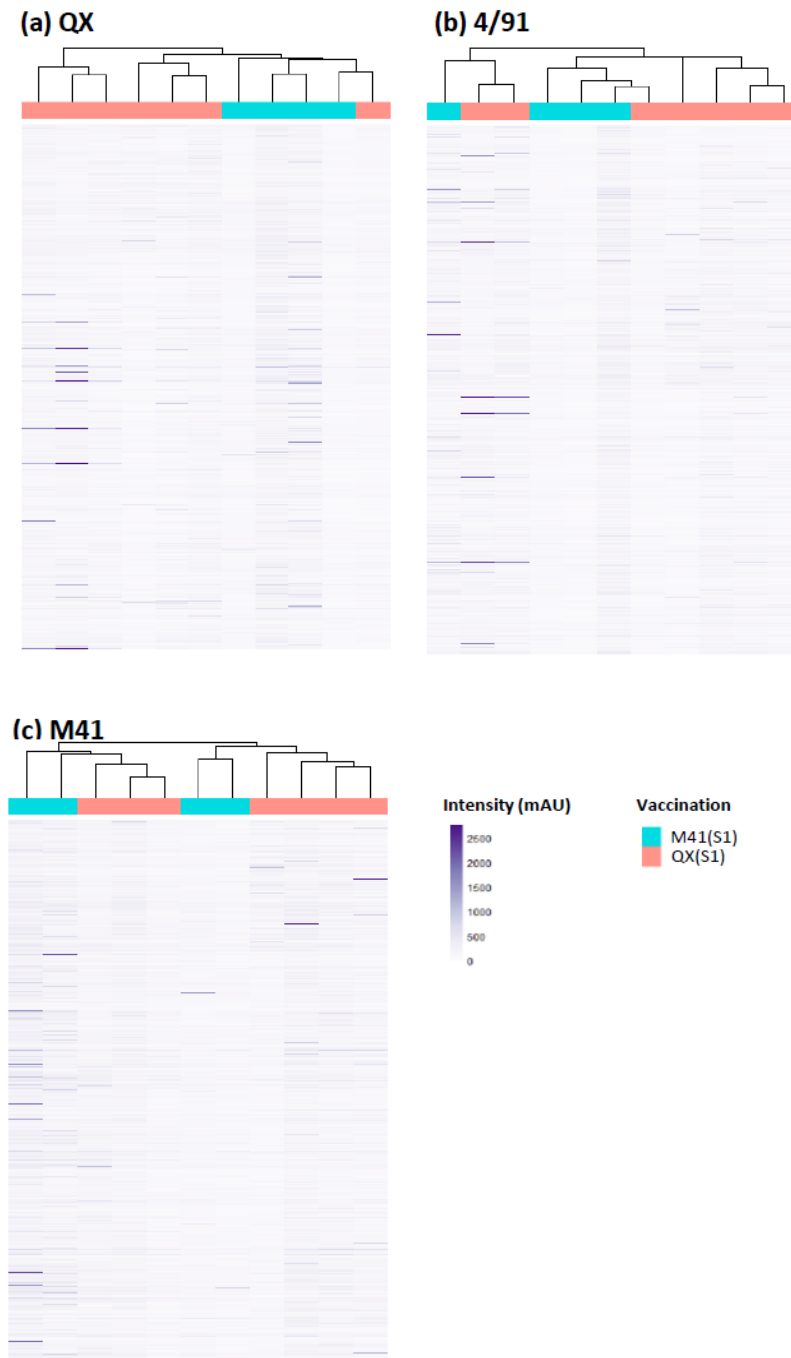 (a) QX
(b) 4/91
(c) M41
Intensity (mAU)
2500
2000
1500
1000
500
0
Vaccination
M41(S1)
QX(S1)